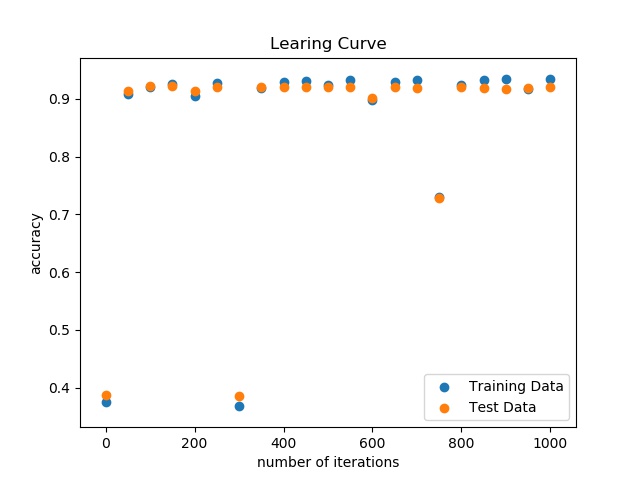 Learing Curve
accuracy
0.9
0.8
0.7
0.6
0.5
0.4
Training Data
Test Data
0 200 400 600 800 1000
number of iterations